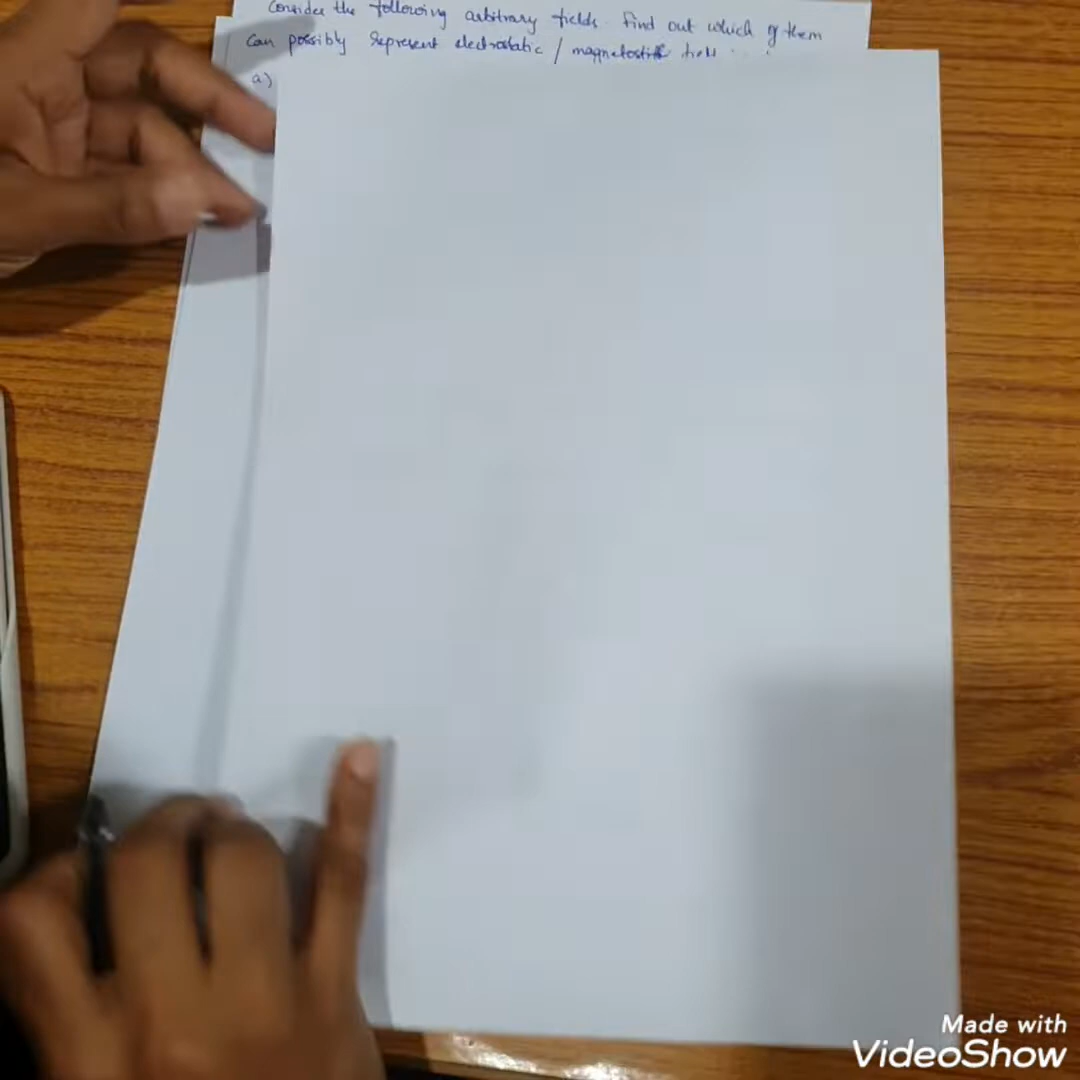 Consider the following arbitrary fields. Find out which of them
can possibly represent electrostatic / magnetostatic field
a)
Made with
VideoShow